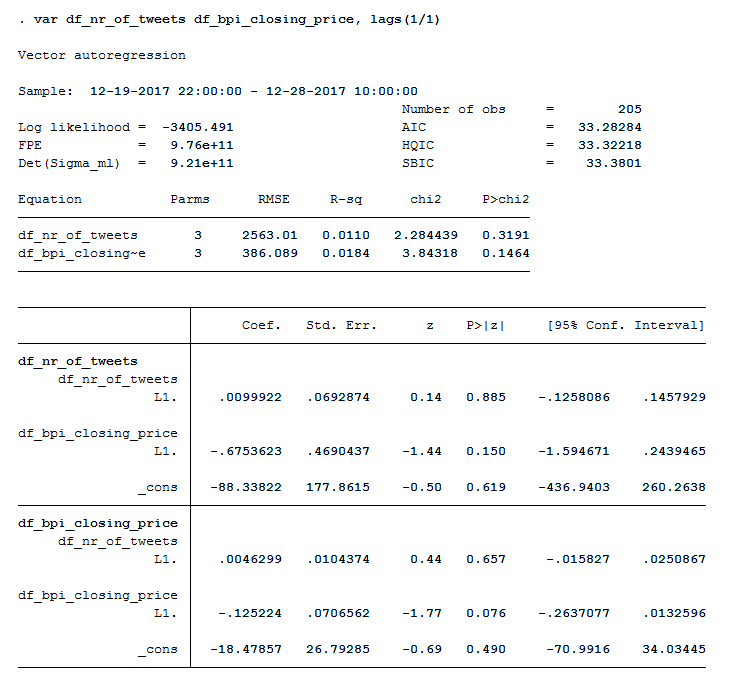 . var df_nr_of_tweets df_bpi_closing_price, lags(1/1)
Vector autoregression
Sample:  12-19-2017 22:00:00 - 12-28-2017 10:00:00
Number of obs = 205
Log likelihood = -3405.491 AIC = 33.28284
FPE = 9.76e+11 HQIC = 33.32218
Det(Sigma_ml) = 9.21e+11 SBIC = 33.3801
Equation Parms RMSE R-sq chi2 P>chi2
df_nr_of_tweets 3 2563.01 0.0110 2.284439 0.3191
df_bpi_closing~e 3 386.089 0.0184 3.84318 0.1464
Coef. Std. Err. z P>|z| [95% Conf. Interval]
df_nr_of_tweets
df_nr_of_tweets
L1. .0099922 .0692874 0.14 0.885 -.1258086 .1457929
df_bpi_closing_price
L1. -.6753623 .4690437 -1.44 0.150 -1.594671 .2439465
_cons -88.33822 177.8615 -0.50 0.619 -436.9403 260.2638
df_bpi_closing_price
df_nr_of_tweets
L1. .0046299 .0104374 0.44 0.657 -.015827 .0250867
df_bpi_closing_price
L1. -.125224 .0706562 -1.77 0.076 -.2637077 .0132596
_cons -18.47857 26.79285 -0.69 0.490 -70.9916 34.03445